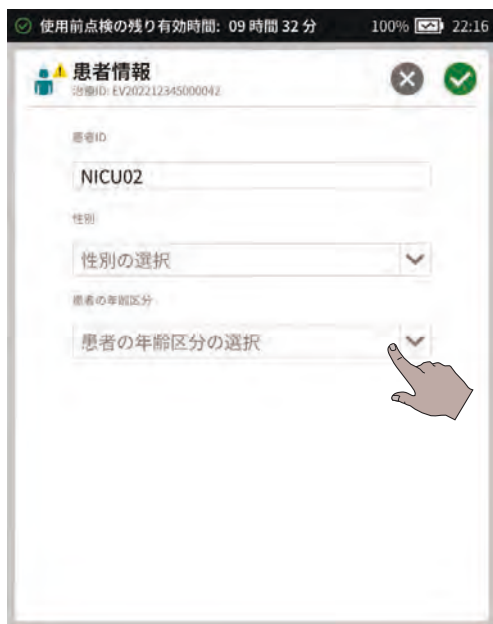 使用前点検の残り有効時間: 09 時間 32 分 100% 22:16
患者情報
治療ID: EV202212345000042
患者ID
NICU02
性別
性別の選択
患者の年齢区分
患者の年齢区分の選択